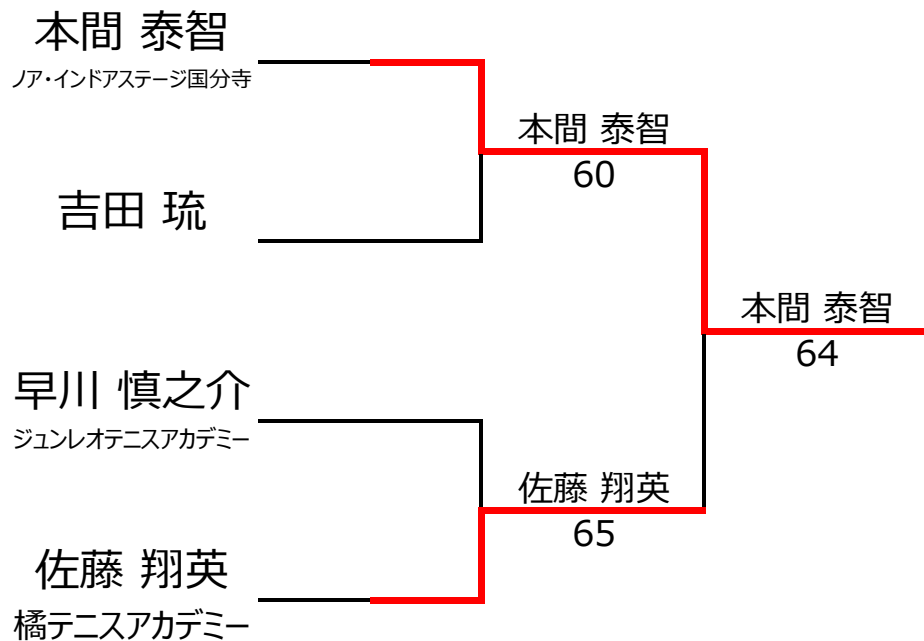 本間 泰智
ノア・インドアステージ国分寺
本間 泰智
60
吉田 琉
本間 泰智
64
早川 慎之介
ジュンレオテニスアカデミー
佐藤 翔英
65
佐藤 翔英
橘テニスアカデミー